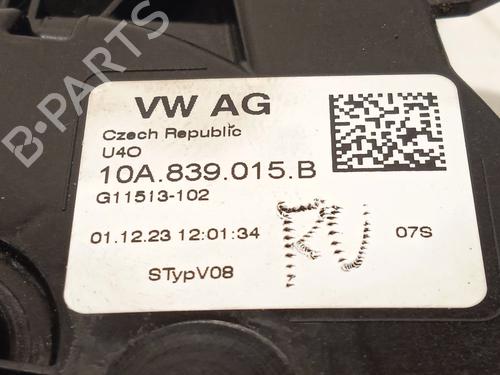 B-PARTS
VW AG
Czech Republic
U4O
10A.839.015.B
G11513-102
01.12.23 12:01:34
RU
07S
STypV08